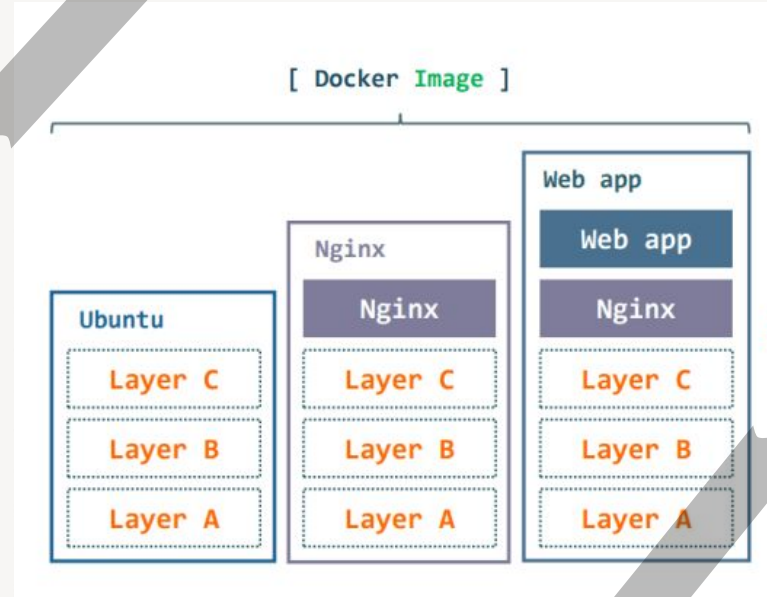 [ Docker Image ]
Ubuntu
Layer C
Layer B
Layer A
Nginx
Nginx
Layer C
Layer B
Layer A
Web app
Web app
Nginx
Layer C
Layer B
Layer A